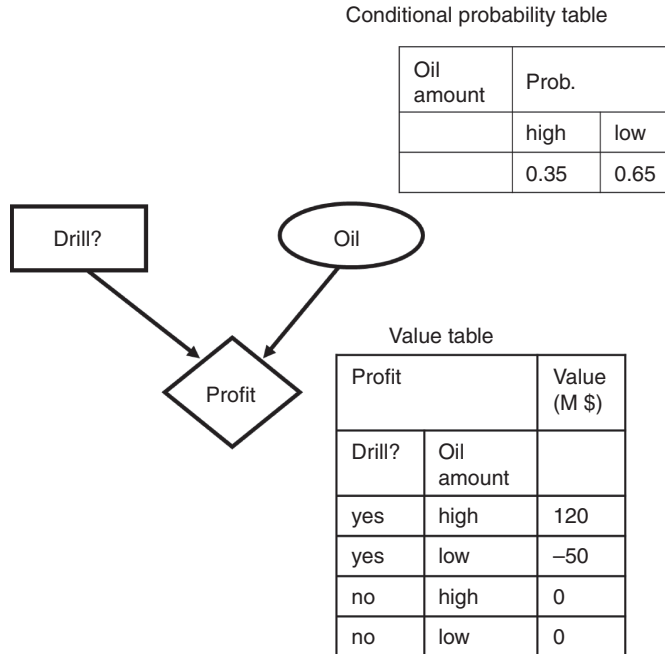 Conditional probability table
Oil amount Prob.
high low
0.35 0.65
Drill?
Oil
Profit
Value table
Profit Value (M $)
Drill? Oil amount
yes high 120
yes low –50
no high 0
no low 0